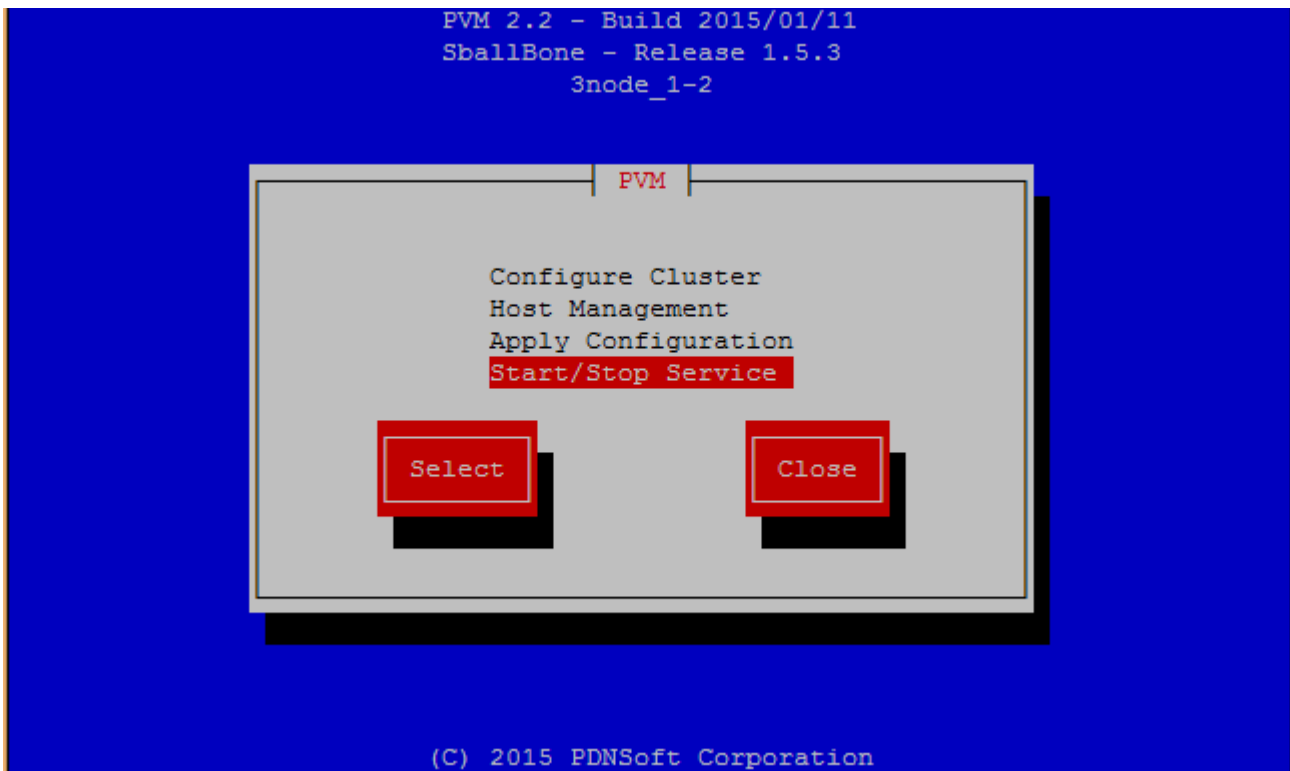 PVM 2.2 - Build 2015/01/11
SballBone - Release 1.5.3
3node_1-2
PVM
Configure Cluster
Host Management
Apply Configuration
Start/Stop Service
Select
Close
(C) 2015 PDNSoft Corporation